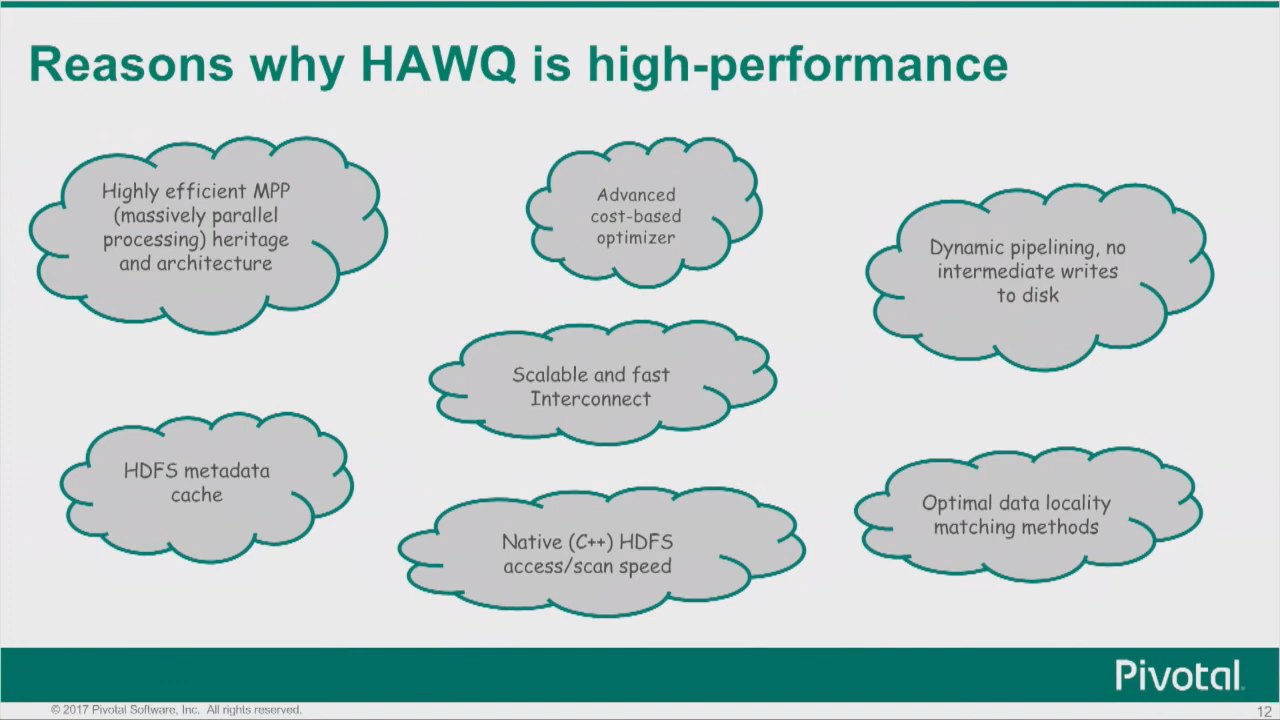 Reasons why HAWQ is high-performance
Highly efficient MPP
(massively parallel
processing) heritage
and architecture
Advanced
cost-based
optimizer
Dynamic pipelining, no
intermediate writes
to disk
Scalable and fast
Interconnect
HDFS metadata
cache
Native (C++) HDFS
access/scan speed
Optimal data locality
matching methods
Pivotal
© 2017 Pivotal Software, Inc. All rights reserved.
12